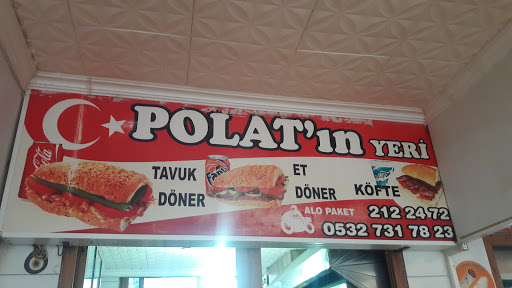 POLAT'ın YERİ
TAVUK DÖNER
ET DÖNER
KÖFTE
ALO PAKET
212 24 72
0532 731 78 23